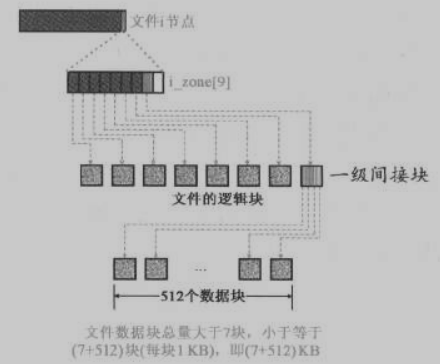 文件i节点
i_zone[9]
一级间接块
文件的逻辑块
...
512个数据块
文件数据块总量大于7块，小于等于
(7+512)块(每块1 KB)，即(7+512)KB